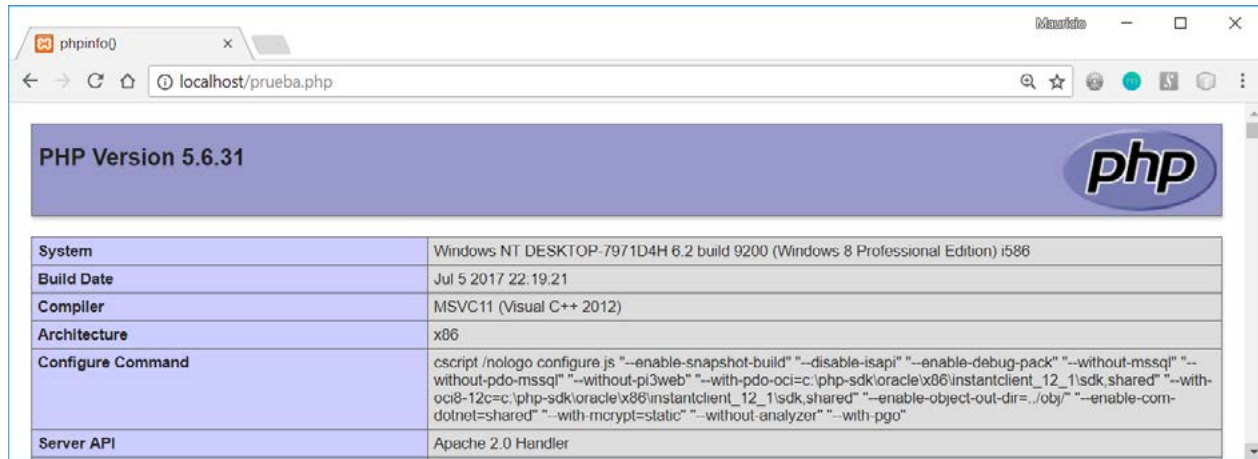 Mauricio
phpinfo()
localhost/prueba.php
PHP Version 5.6.31
php
System Windows NT DESKTOP-7971D4H 6.2 build 9200 (Windows 8 Professional Edition) i586
Build Date Jul 5 2017 22:19:21
Compiler MSVC11 (Visual C++ 2012)
Architecture x86
Configure Command cscript /nologo configure.js "--enable-snapshot-build" "--disable-isapi" "--enable-debug-pack" "--without-mssql" "--
without-pdo-mssql" "--without-pi3web" "--with-pdo-oci=c:\php-sdk\oracle\x86\instantclient_12_1\sdk,shared" "--with-
oci8-12c=c:\php-sdk\oracle\x86\instantclient_12_1\sdk,shared" "--enable-object-out-dir=../obj/" "--enable-com-
dotnet=shared" "--with-mcrypt=static" "--without-analyzer" "--with-pgo"
Server API Apache 2.0 Handler